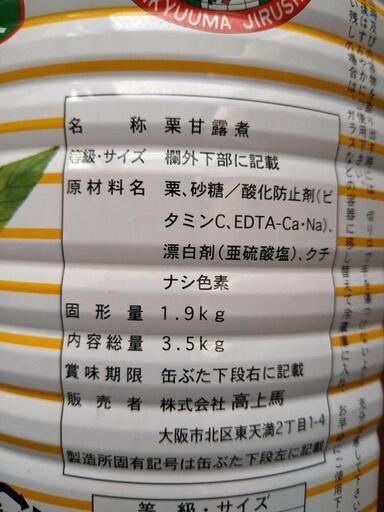 KYUUMA JIRUSHI
名称 栗甘露煮
等級・サイズ 欄外下部に記載
原材料名 栗、砂糖／酸化防止剤(ビ
タミンC、EDTA-Ca・Na)、
漂白剤(亜硫酸塩)、クチ
ナシ色素
固形量 1.9kg
内容総量 3.5kg
賞味期限 缶ぶた下段右に記載
販売者 株式会社 高上馬
大阪市北区東天満2丁目1-4
製造所固有記号は缶ぶた下段左に記載
等級・サイズ